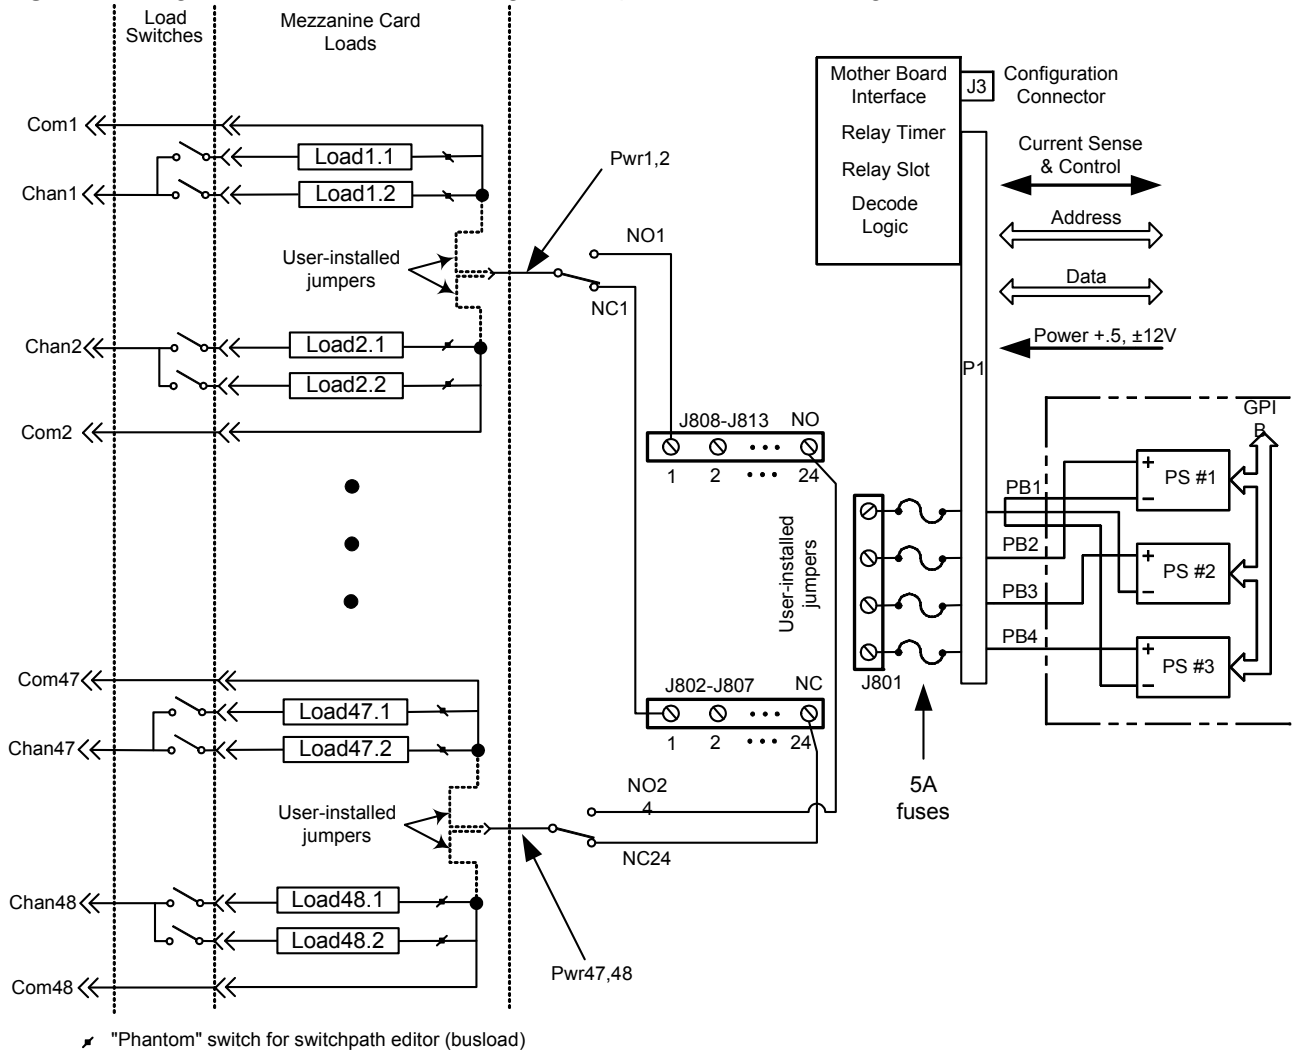 Load
Switches
Mezzanine Card
Loads
Com1
Load1.1
Chan1
Load1.2
User-installed
jumpers
Pwr1,2
NO1
NC1
Chan2
Load2.1
Load2.2
Com2
Mother Board
Interface
Relay Timer
Relay Slot
Decode
Logic
J3
Configuration
Connector
Current Sense
& Control
Address
Data
Power +.5, ±12V
P1
J808-J813
NO
1
2
24
User-installed
jumpers
J802-J807
NC
1
2
24
J801
5A
fuses
PB1
PB2
PB3
PB4
GPI
B
+
PS #1
−
+
PS #2
−
+
PS #3
−
Com47
Load47.1
Chan47
Load47.2
User-installed
jumpers
NO2
4
NC24
Chan48
Load48.1
Load48.2
Com48
Pwr47,48
"Phantom" switch for switchpath editor (busload)